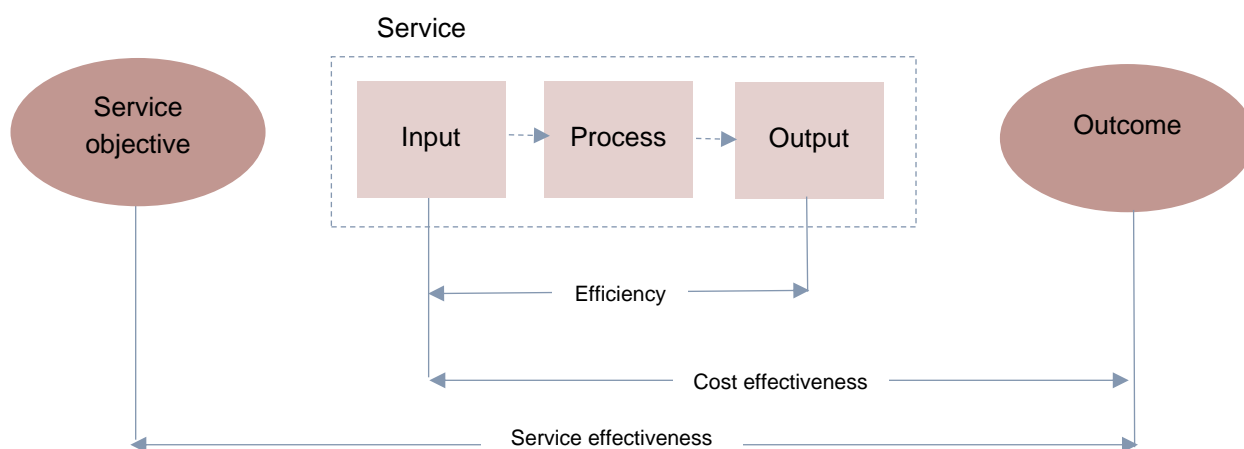 Service
Service
objective
Input
Process
Output
Outcome
Efficiency
Cost effectiveness
Service effectiveness